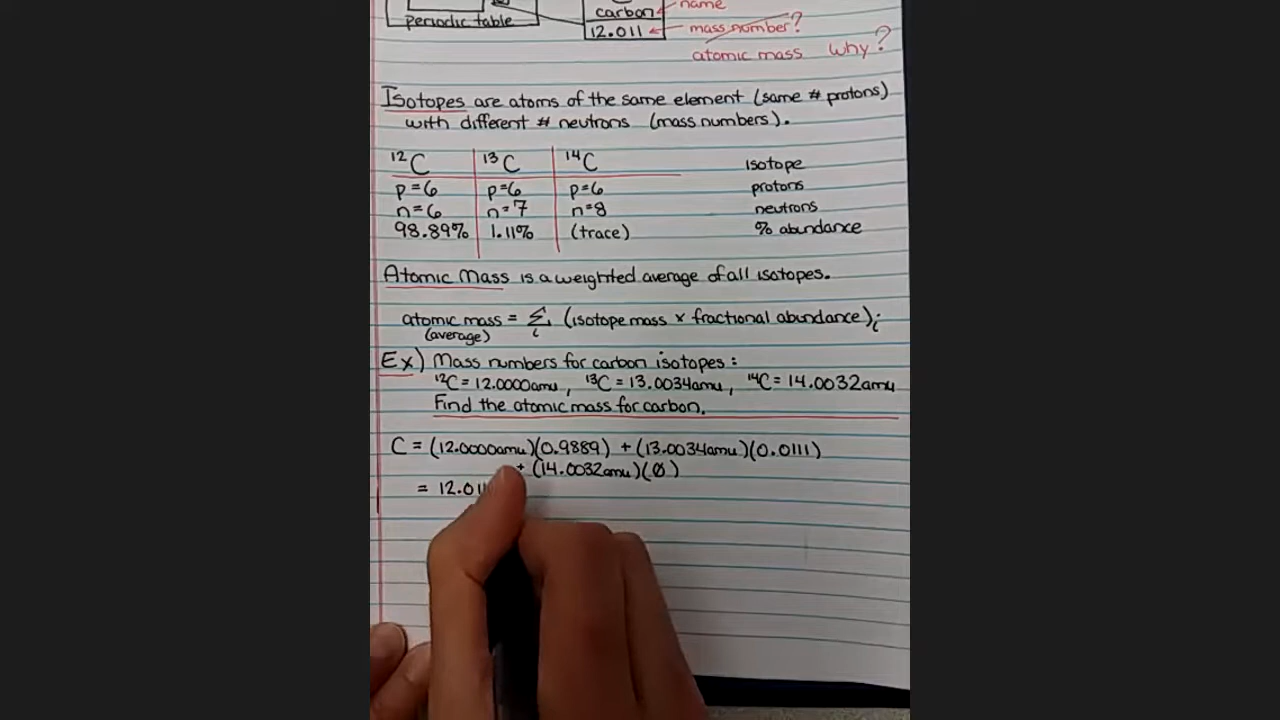 name
carbon
periodic table
12.011
mass number?
atomic mass why?
Isotopes are atoms of the same element (same # protons)
with different # neutrons (mass numbers).
¹²C ¹³C ¹⁴C isotope
p=6 p=6 p=6 protons
n=6 n=7 n=8 neutrons
98.89% 1.11% (trace) % abundance
Atomic Mass is a weighted average of all isotopes.
atomic mass = Σ (isotope mass × fractional abundance)i
(average) i
Ex) Mass numbers for carbon isotopes:
¹²C = 12.0000amu, ¹³C = 13.0034amu, ¹⁴C = 14.0032amu
Find the atomic mass for carbon.
C = (12.0000amu)(0.9889) + (13.0034amu)(0.0111)
+ (14.0032amu)(0)
= 12.011